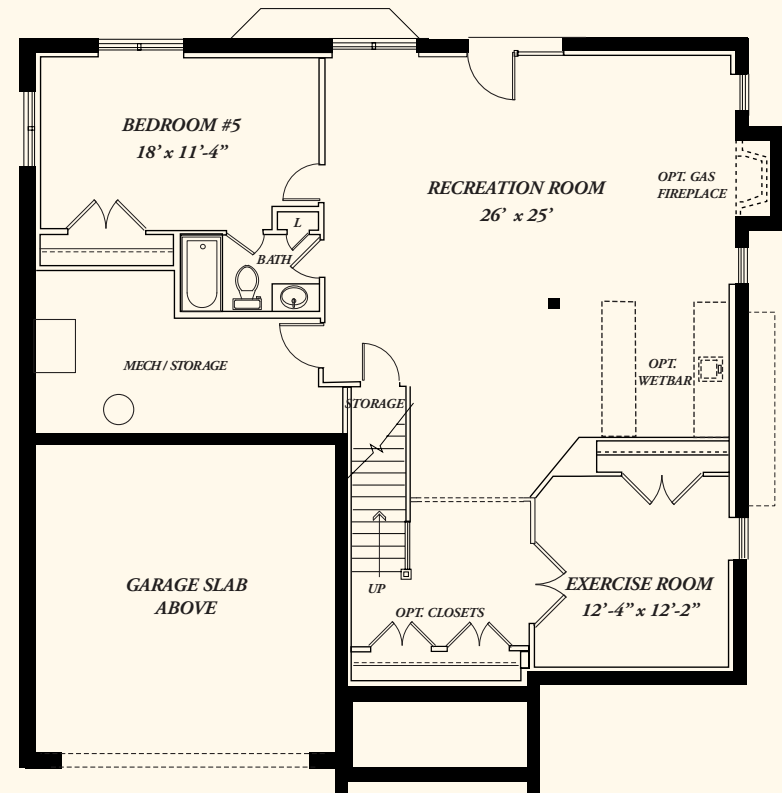 BEDROOM #5
18' x 11'-4"
RECREATION ROOM
26' x 25'
OPT. GAS
FIREPLACE
L
BATH
MECH / STORAGE
OPT.
WETBAR
STORAGE
GARAGE SLAB
ABOVE
UP
OPT. CLOSETS
EXERCISE ROOM
12'-4" x 12'-2"